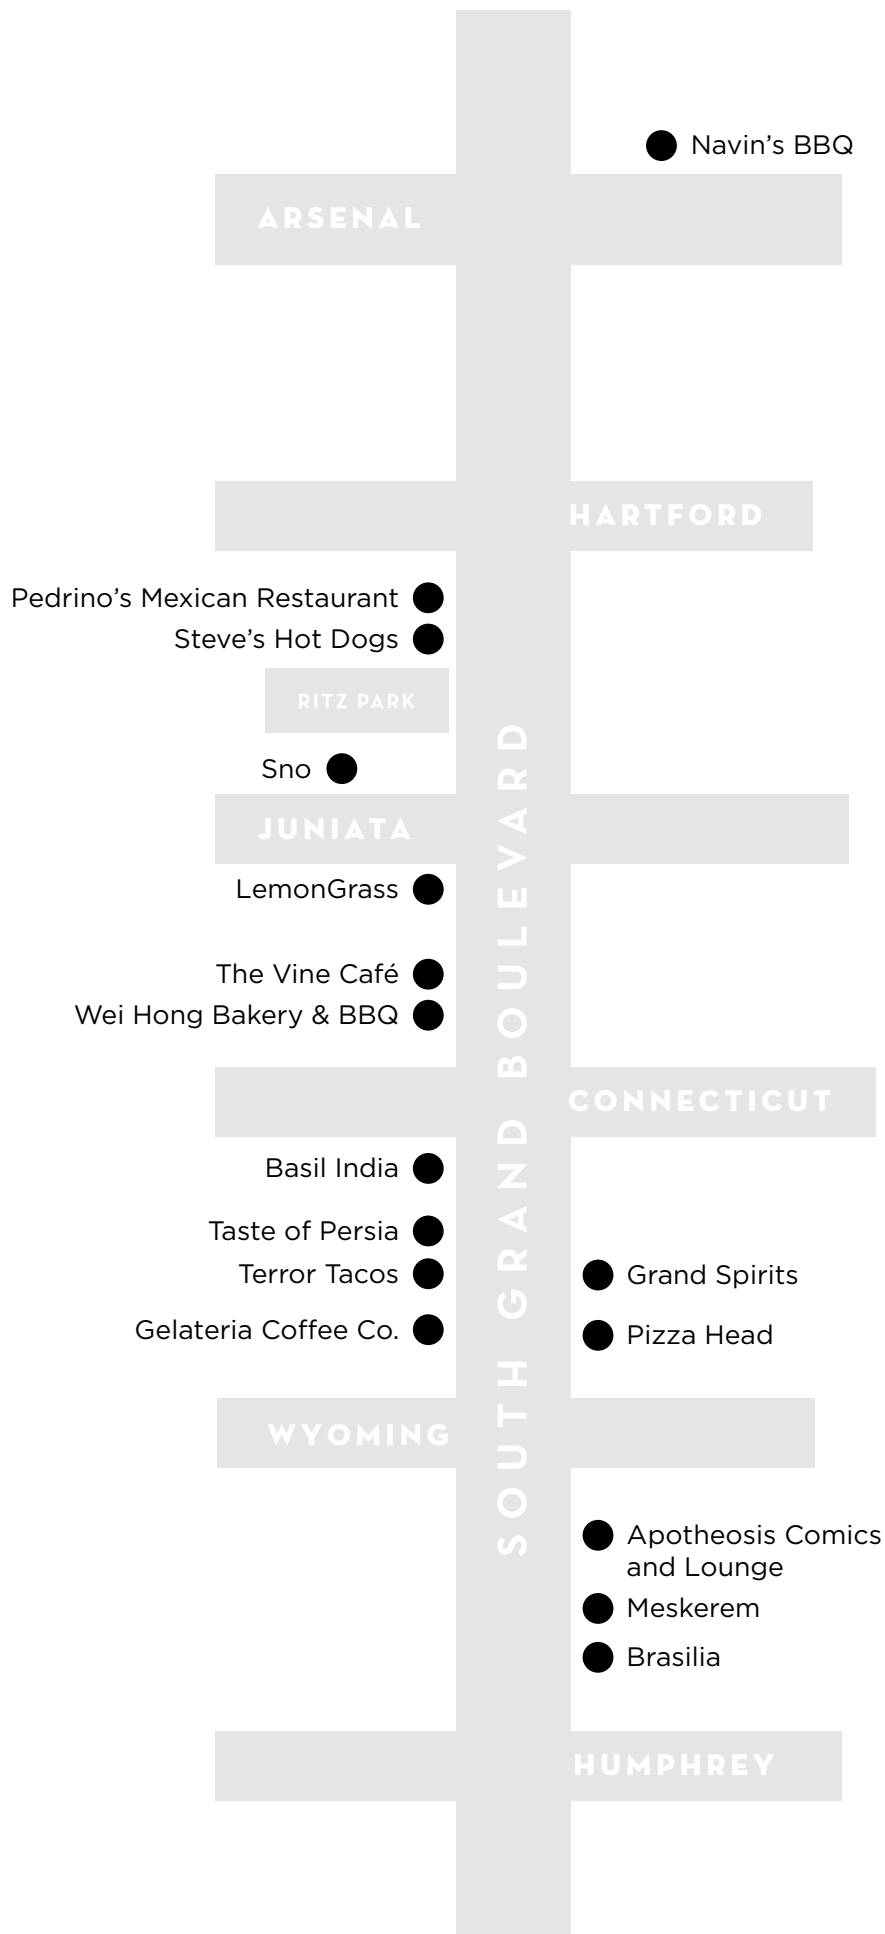 Navin’s BBQ
ARSENAL
HARTFORD
Pedrino’s Mexican Restaurant
Steve’s Hot Dogs
RITZ PARK
Sno
JUNIATA
LemonGrass
The Vine Café
Wei Hong Bakery & BBQ
SOUTH GRAND BOULEVARD
CONNECTICUT
Basil India
Taste of Persia
Terror Tacos
Grand Spirits
Gelateria Coffee Co.
Pizza Head
WYOMING
Apotheosis Comics
and Lounge
Meskerem
Brasilia
HUMPHREY